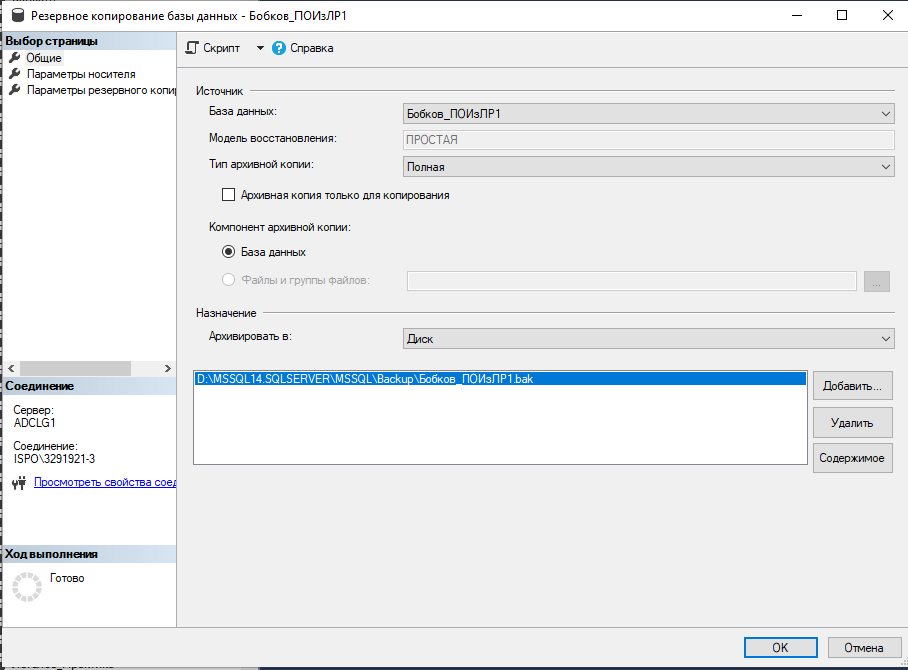 Резервное копирование базы данных - Бобков_ПОИзЛР1
Выбор страницы
Общие
Параметры носителя
Параметры резервного копир
Скрипт
Справка
Источник
База данных:
Бобков_ПОИзЛР1
Модель восстановления:
ПРОСТАЯ
Тип архивной копии:
Полная
Архивная копия только для копирования
Компонент архивной копии:
База данных
Файлы и группы файлов:
...
Назначение
Архивировать в:
Диск
D:\MSSQL14.SQLSERVER\MSSQL\Backup\Бобков_ПОИзЛР1.bak
Добавить...
Удалить
Содержимое
Соединение
Сервер:
ADCLG1
Соединение:
ISPO\3291921-3
Просмотреть свойства соед
Ход выполнения
Готово
OK
Отмена